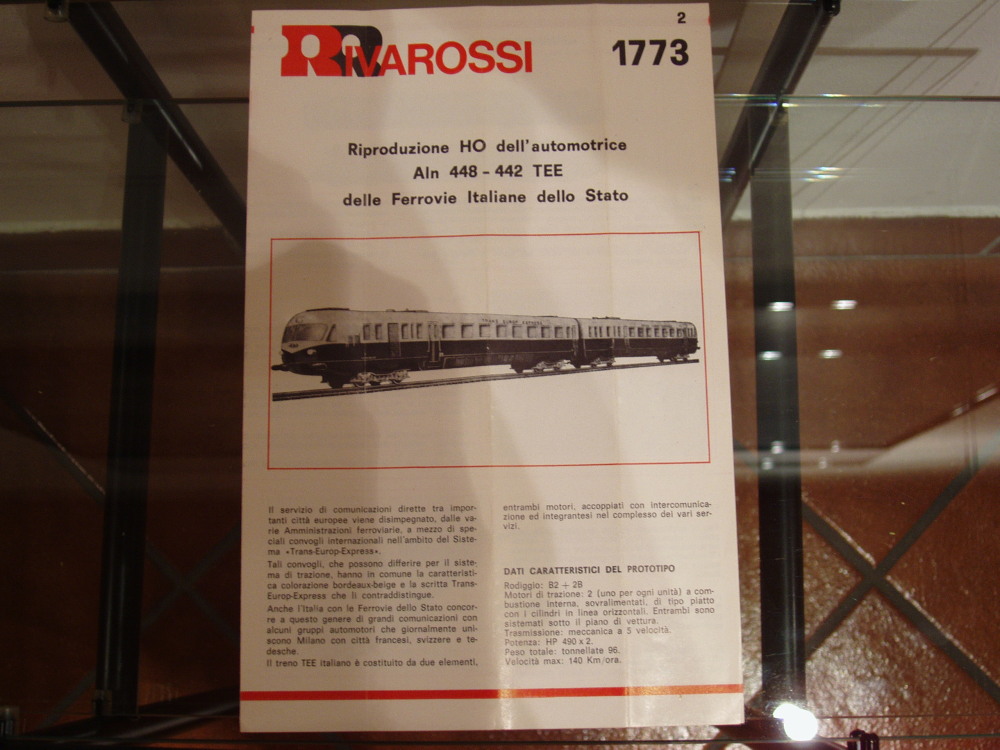 2
RIVAROSSI
1773
Riproduzione HO dell'automotrice
Aln 448 - 442 TEE
delle Ferrovie Italiane dello Stato
TRANS EUROP EXPRESS
Il servizio di comunicazioni dirette tra impor-
tanti città europee viene disimpegnato, dalle va-
rie Amministrazioni ferroviarie, a mezzo di spe-
ciali convogli internazionali nell'ambito del Siste-
ma «Trans-Europ-Express».
Tali convogli, che possono differire per il siste-
ma di trazione, hanno in comune la caratteristi-
ca colorazione bordeaux-beige e la scritta Trans-
Europ-Express che li contraddistingue.
Anche l'Italia con le Ferrovie dello Stato concor-
re a questo genere di grandi comunicazioni con
alcuni gruppi automotori che giornalmente uni-
scono Milano con città francesi, svizzere e te-
desche.
Il treno TEE italiano è costituito da due elementi,
entrambi motori, accoppiati con intercomunica-
zione ed integrantesi nel complesso dei vari ser-
vizi.
DATI CARATTERISTICI DEL PROTOTIPO
Rodiggio: B2 + 2B
Motori di trazione: 2 (uno per ogni unità) a com-
bustione interna, sovralimentati, di tipo piatto
con i cilindri in linea orizzontali. Entrambi sono
sistemati sotto il piano di vettura.
Trasmissione: meccanica a 5 velocità.
Potenza: HP 490 x 2.
Peso totale: tonnellate 96.
Velocità max: 140 Km/ora.